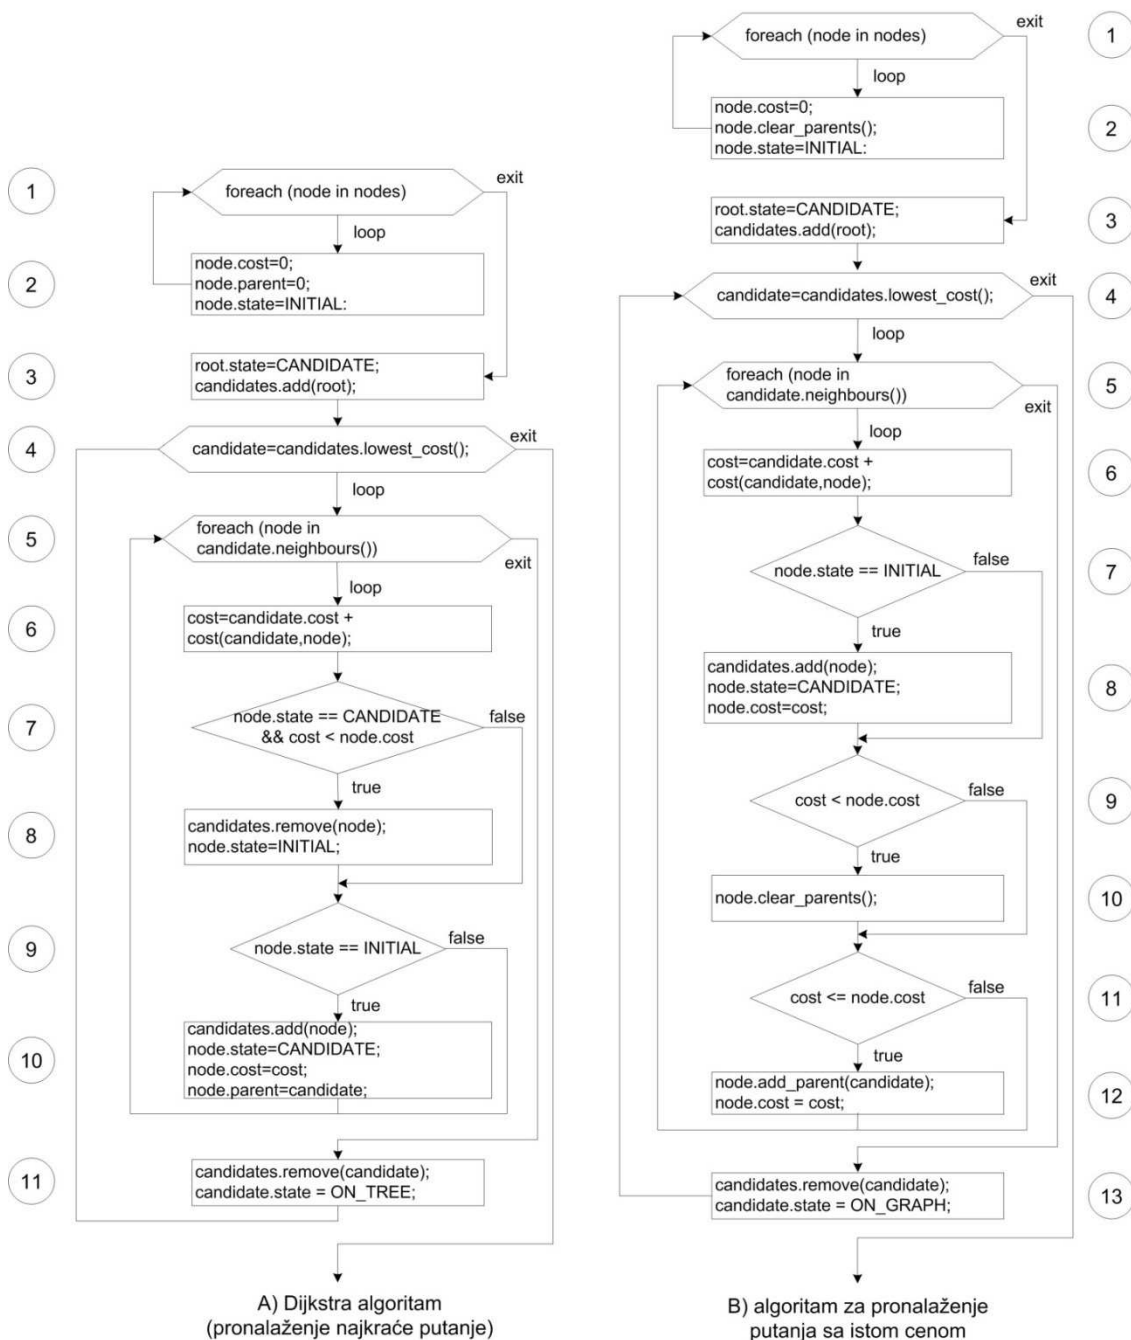 1
foreach (node in nodes)
exit
loop
2
node.cost=0;
node.parent=0;
node.state=INITIAL:
3
root.state=CANDIDATE;
candidates.add(root);
4
candidate=candidates.lowest_cost();
exit
loop
5
foreach (node in
candidate.neighbours())
exit
loop
6
cost=candidate.cost +
cost(candidate,node);
7
node.state == CANDIDATE
&& cost < node.cost
false
true
8
candidates.remove(node);
node.state=INITIAL;
9
node.state == INITIAL
false
true
10
candidates.add(node);
node.state=CANDIDATE;
node.cost=cost;
node.parent=candidate;
11
candidates.remove(candidate);
candidate.state = ON_TREE;
A) Dijkstra algoritam
(pronalaženje najkraće putanje)
foreach (node in nodes)
exit
1
loop
node.cost=0;
node.clear_parents();
node.state=INITIAL:
2
root.state=CANDIDATE;
candidates.add(root);
3
candidate=candidates.lowest_cost();
exit
4
loop
foreach (node in
candidate.neighbours())
exit
5
loop
cost=candidate.cost +
cost(candidate,node);
6
node.state == INITIAL
false
7
true
candidates.add(node);
node.state=CANDIDATE;
node.cost=cost;
8
cost < node.cost
false
9
true
node.clear_parents();
10
cost <= node.cost
false
11
true
node.add_parent(candidate);
node.cost = cost;
12
candidates.remove(candidate);
candidate.state = ON_GRAPH;
13
B) algoritam za pronalaženje
putanja sa istom cenom